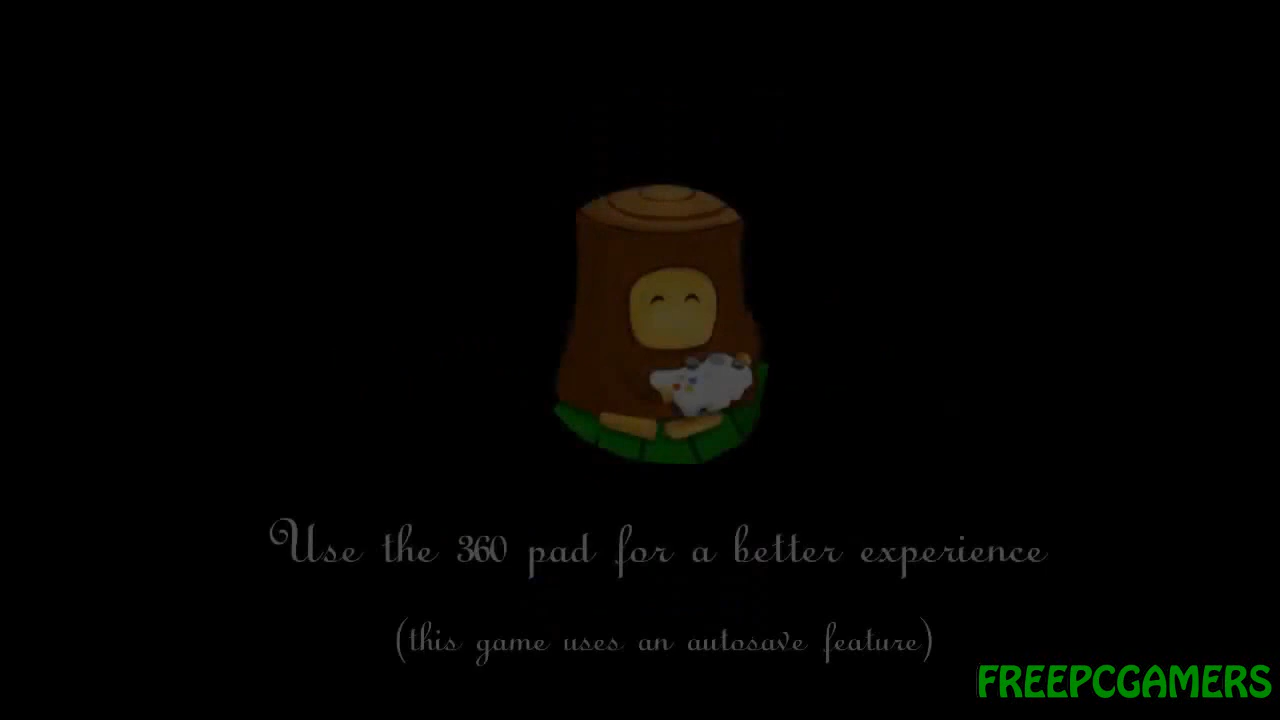 Use the 360 pad for a better experience
(this game uses an autosave feature)
FREEPCGAMERS